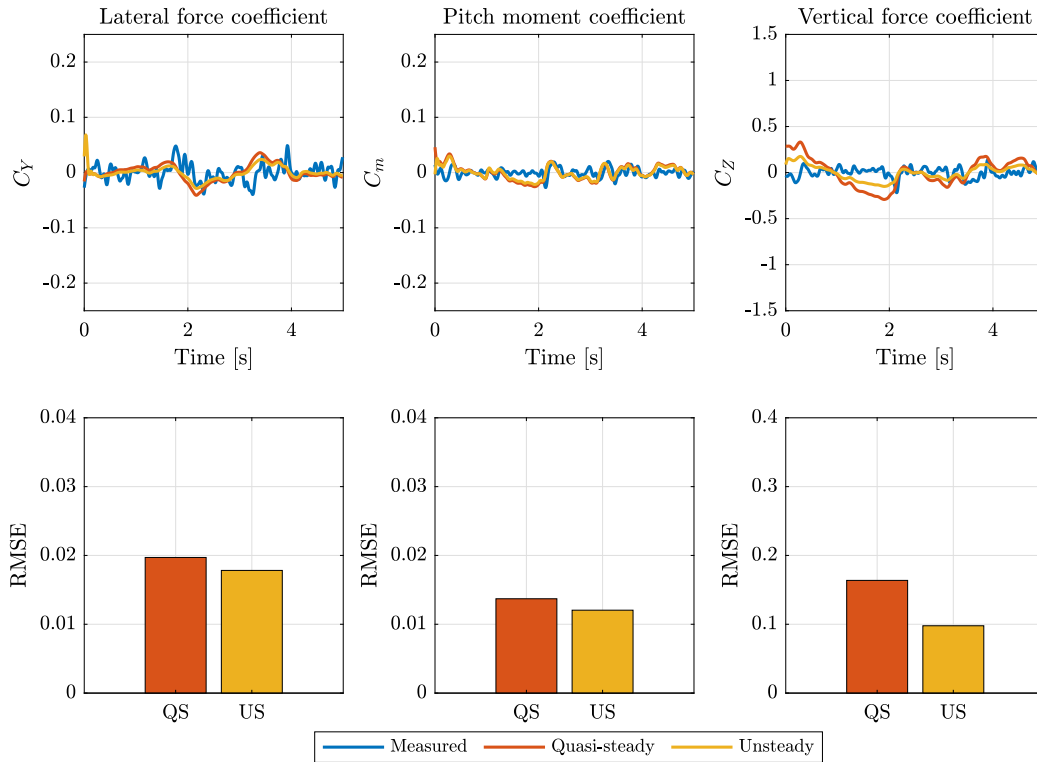 Lateral force coefficient
0.2
0.1
0
-0.1
-0.2
C_Y
0 2 4
Time [s]
Pitch moment coefficient
0.2
0.1
0
-0.1
-0.2
C_m
0 2 4
Time [s]
Vertical force coefficient
1.5
1
0.5
0
-0.5
-1
-1.5
C_Z
0 2 4
Time [s]
0.04
0.03
0.02
0.01
0
RMSE
QS US
0.04
0.03
0.02
0.01
0
RMSE
QS US
0.4
0.3
0.2
0.1
0
RMSE
QS US
Measured Quasi-steady Unsteady